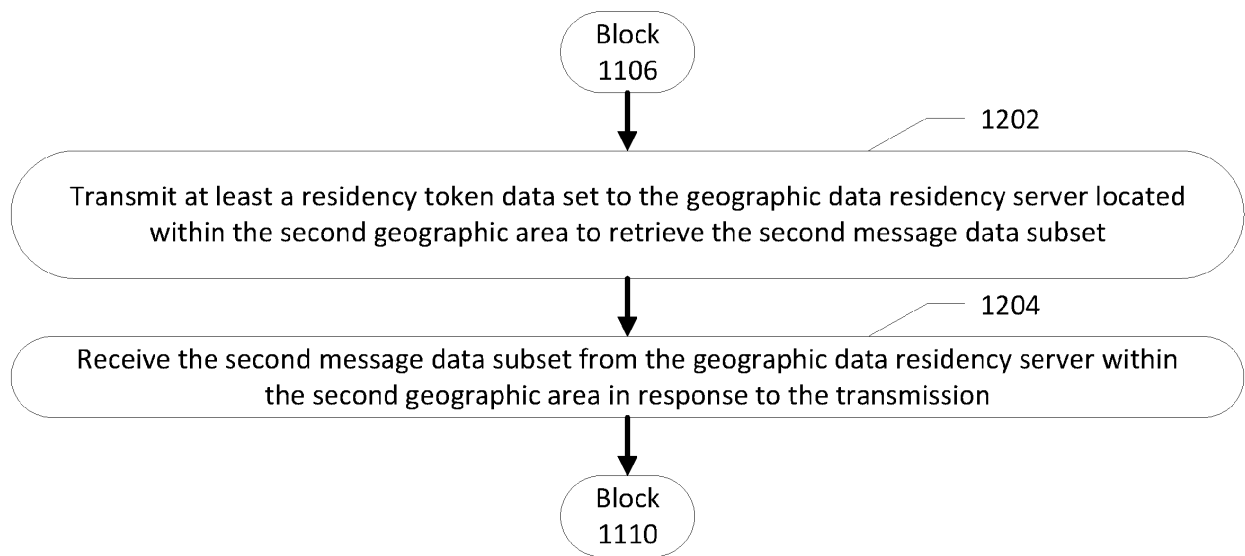 Block
1106
1202
Transmit at least a residency token data set to the geographic data residency server located
within the second geographic area to retrieve the second message data subset
1204
Receive the second message data subset from the geographic data residency server within
the second geographic area in response to the transmission
Block
1110